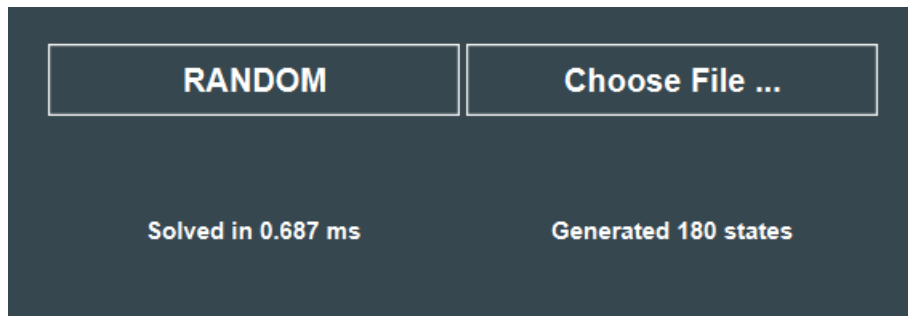 RANDOM
Choose File ...
Solved in 0.687 ms
Generated 180 states